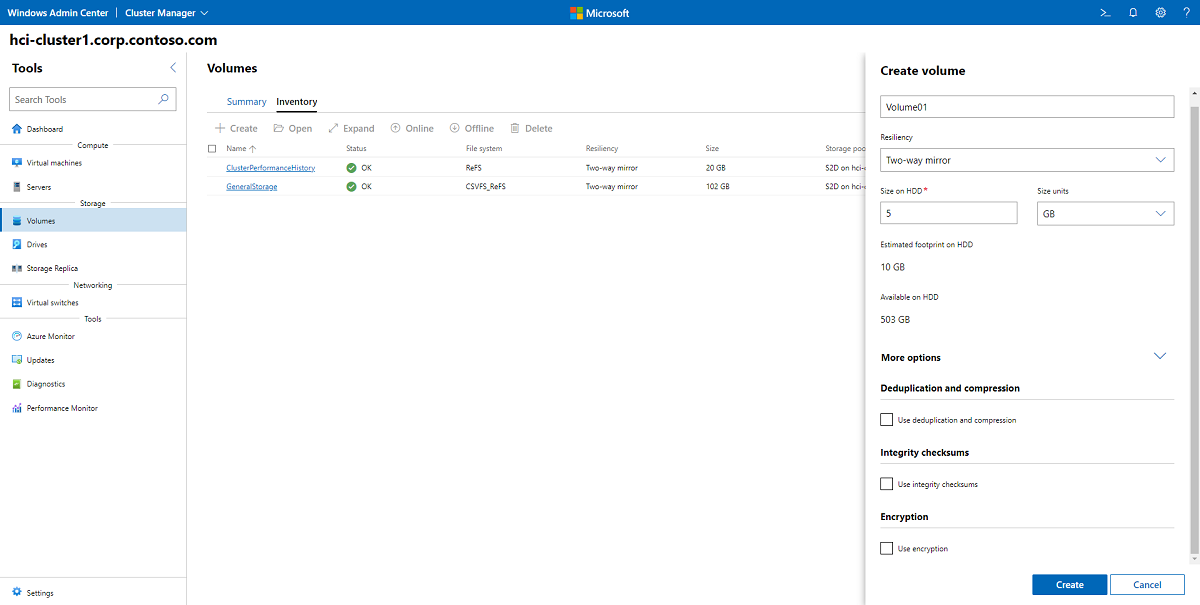 Windows Admin Center | Cluster Manager
Microsoft
?
hci-cluster1.corp.contoso.com
Tools
Search Tools
Dashboard
Compute
Virtual machines
Servers
Storage
Volumes
Drives
Storage Replica
Networking
Virtual switches
Tools
Azure Monitor
Updates
Diagnostics
Performance Monitor
Settings
Volumes
Summary Inventory
Create Open Expand Online Offline Delete
Name Status File system Resiliency Size Storage poo
ClusterPerformanceHistory OK ReFS Two-way mirror 20 GB S2D on hci-
GeneralStorage OK CSVFS_ReFS Two-way mirror 102 GB S2D on hci-
Create volume
Volume01
Resiliency
Two-way mirror
Size on HDD * Size units
5 GB
Estimated footprint on HDD
10 GB
Available on HDD
503 GB
More options
Deduplication and compression
Use deduplication and compression
Integrity checksums
Use integrity checksums
Encryption
Use encryption
Create Cancel